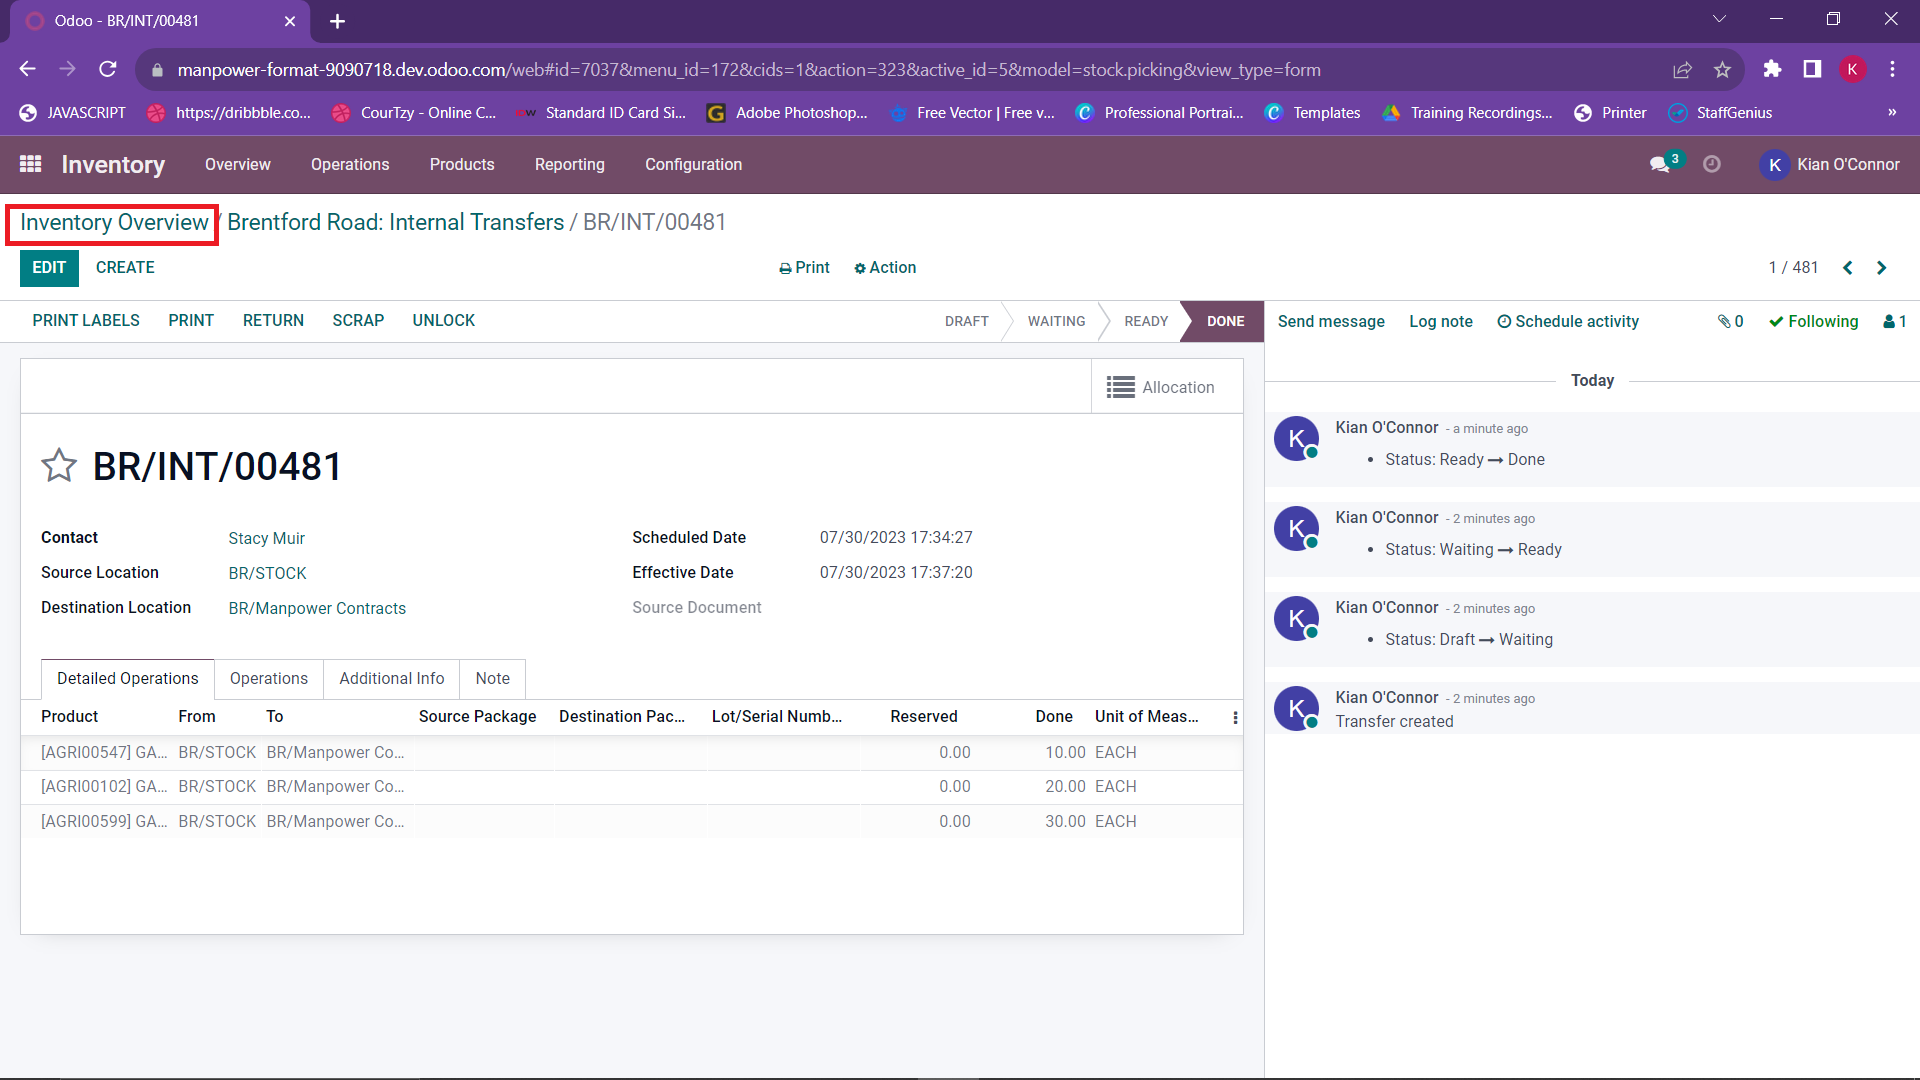 Odoo - BR/INT/00481
manpower-format-9090718.dev.odoo.com/web#id=7037&menu_id=172&cids=1&action=323&active_id=5&model=stock.picking&view_type=form
K
JAVASCRIPT https://dribbble.co... CourTzy - Online C... Standard ID Card Si... Adobe Photoshop... Free Vector | Free v... Professional Portrai... Templates Training Recordings... Printer StaffGenius »
Inventory Overview Operations Products Reporting Configuration 3 K Kian O'Connor
Inventory Overview / Brentford Road: Internal Transfers / BR/INT/00481
EDIT CREATE Print Action 1 / 481
PRINT LABELS PRINT RETURN SCRAP UNLOCK DRAFT WAITING READY DONE
Send message Log note Schedule activity 0 Following 1
Allocation
BR/INT/00481
Contact Stacy Muir
Source Location BR/STOCK
Destination Location BR/Manpower Contracts
Scheduled Date 07/30/2023 17:34:27
Effective Date 07/30/2023 17:37:20
Source Document
Detailed Operations Operations Additional Info Note
Product From To Source Package Destination Pac... Lot/Serial Numb... Reserved Done Unit of Meas...
[AGRI00547] GA... BR/STOCK BR/Manpower Co... 0.00 10.00 EACH
[AGRI00102] GA... BR/STOCK BR/Manpower Co... 0.00 20.00 EACH
[AGRI00599] GA... BR/STOCK BR/Manpower Co... 0.00 30.00 EACH
Today
K Kian O'Connor - a minute ago
• Status: Ready → Done
K Kian O'Connor - 2 minutes ago
• Status: Waiting → Ready
K Kian O'Connor - 2 minutes ago
• Status: Draft → Waiting
K Kian O'Connor - 2 minutes ago
Transfer created